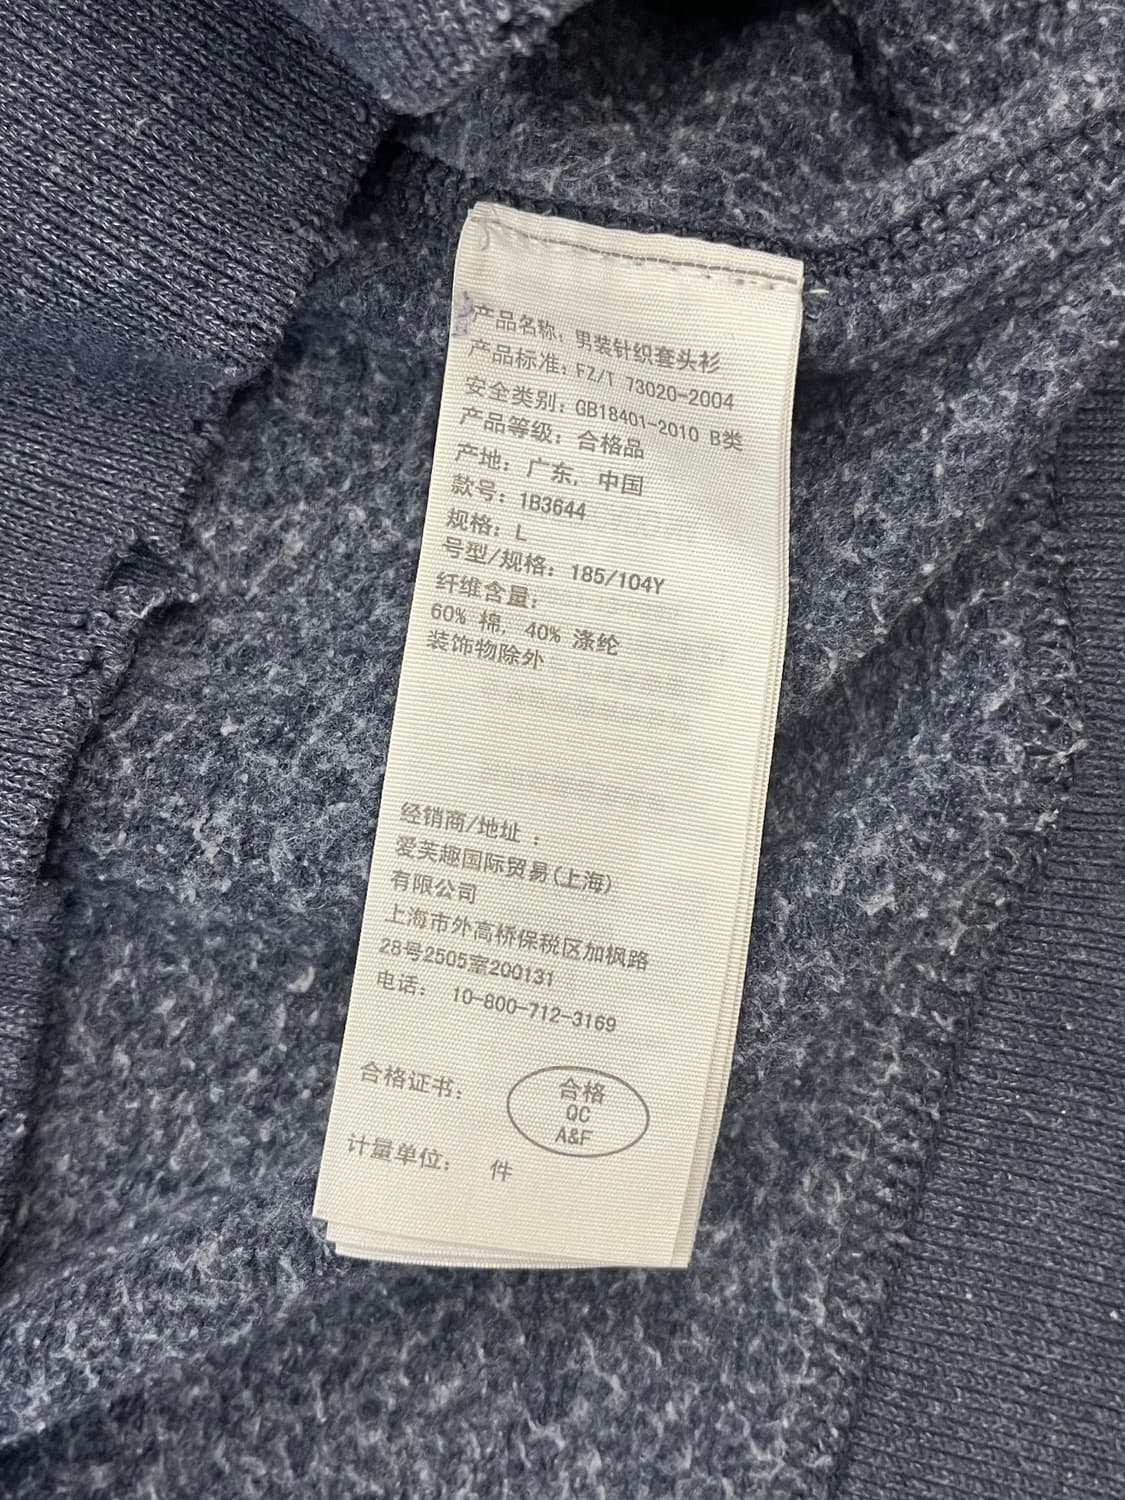 产品名称: 男装针织套头衫
产品标准: FZ/T 73020-2004
安全类别: GB18401-2010 B类
产品等级: 合格品
产地: 广东, 中国
款号: 1B3644
规格: L
号型/规格: 185/104Y
纤维含量:
60% 棉, 40% 涤纶
装饰物除外
经销商/地址 :
爱芙趣国际贸易(上海)
有限公司
上海市外高桥保税区加枫路
28号2505室200131
电话: 10-800-712-3169
合格证书:
合格
QC
A&F
计量单位: 件